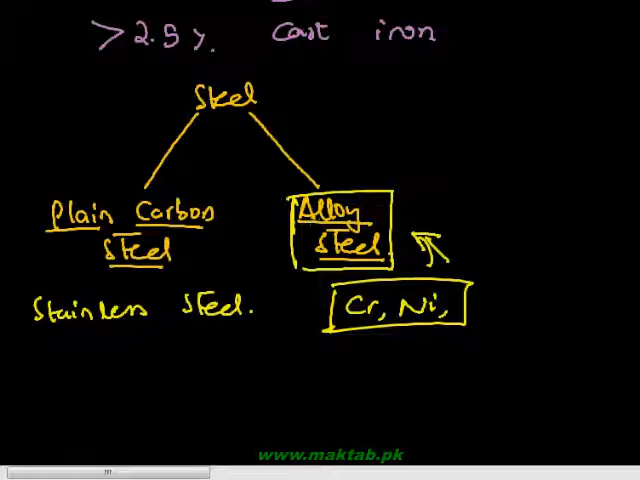 >2.5%. Cast iron
Steel
Plain Carbon
Steel
Alloy
Steel.
Stainless Steel.
Cr, Ni,
www.maktab.pk